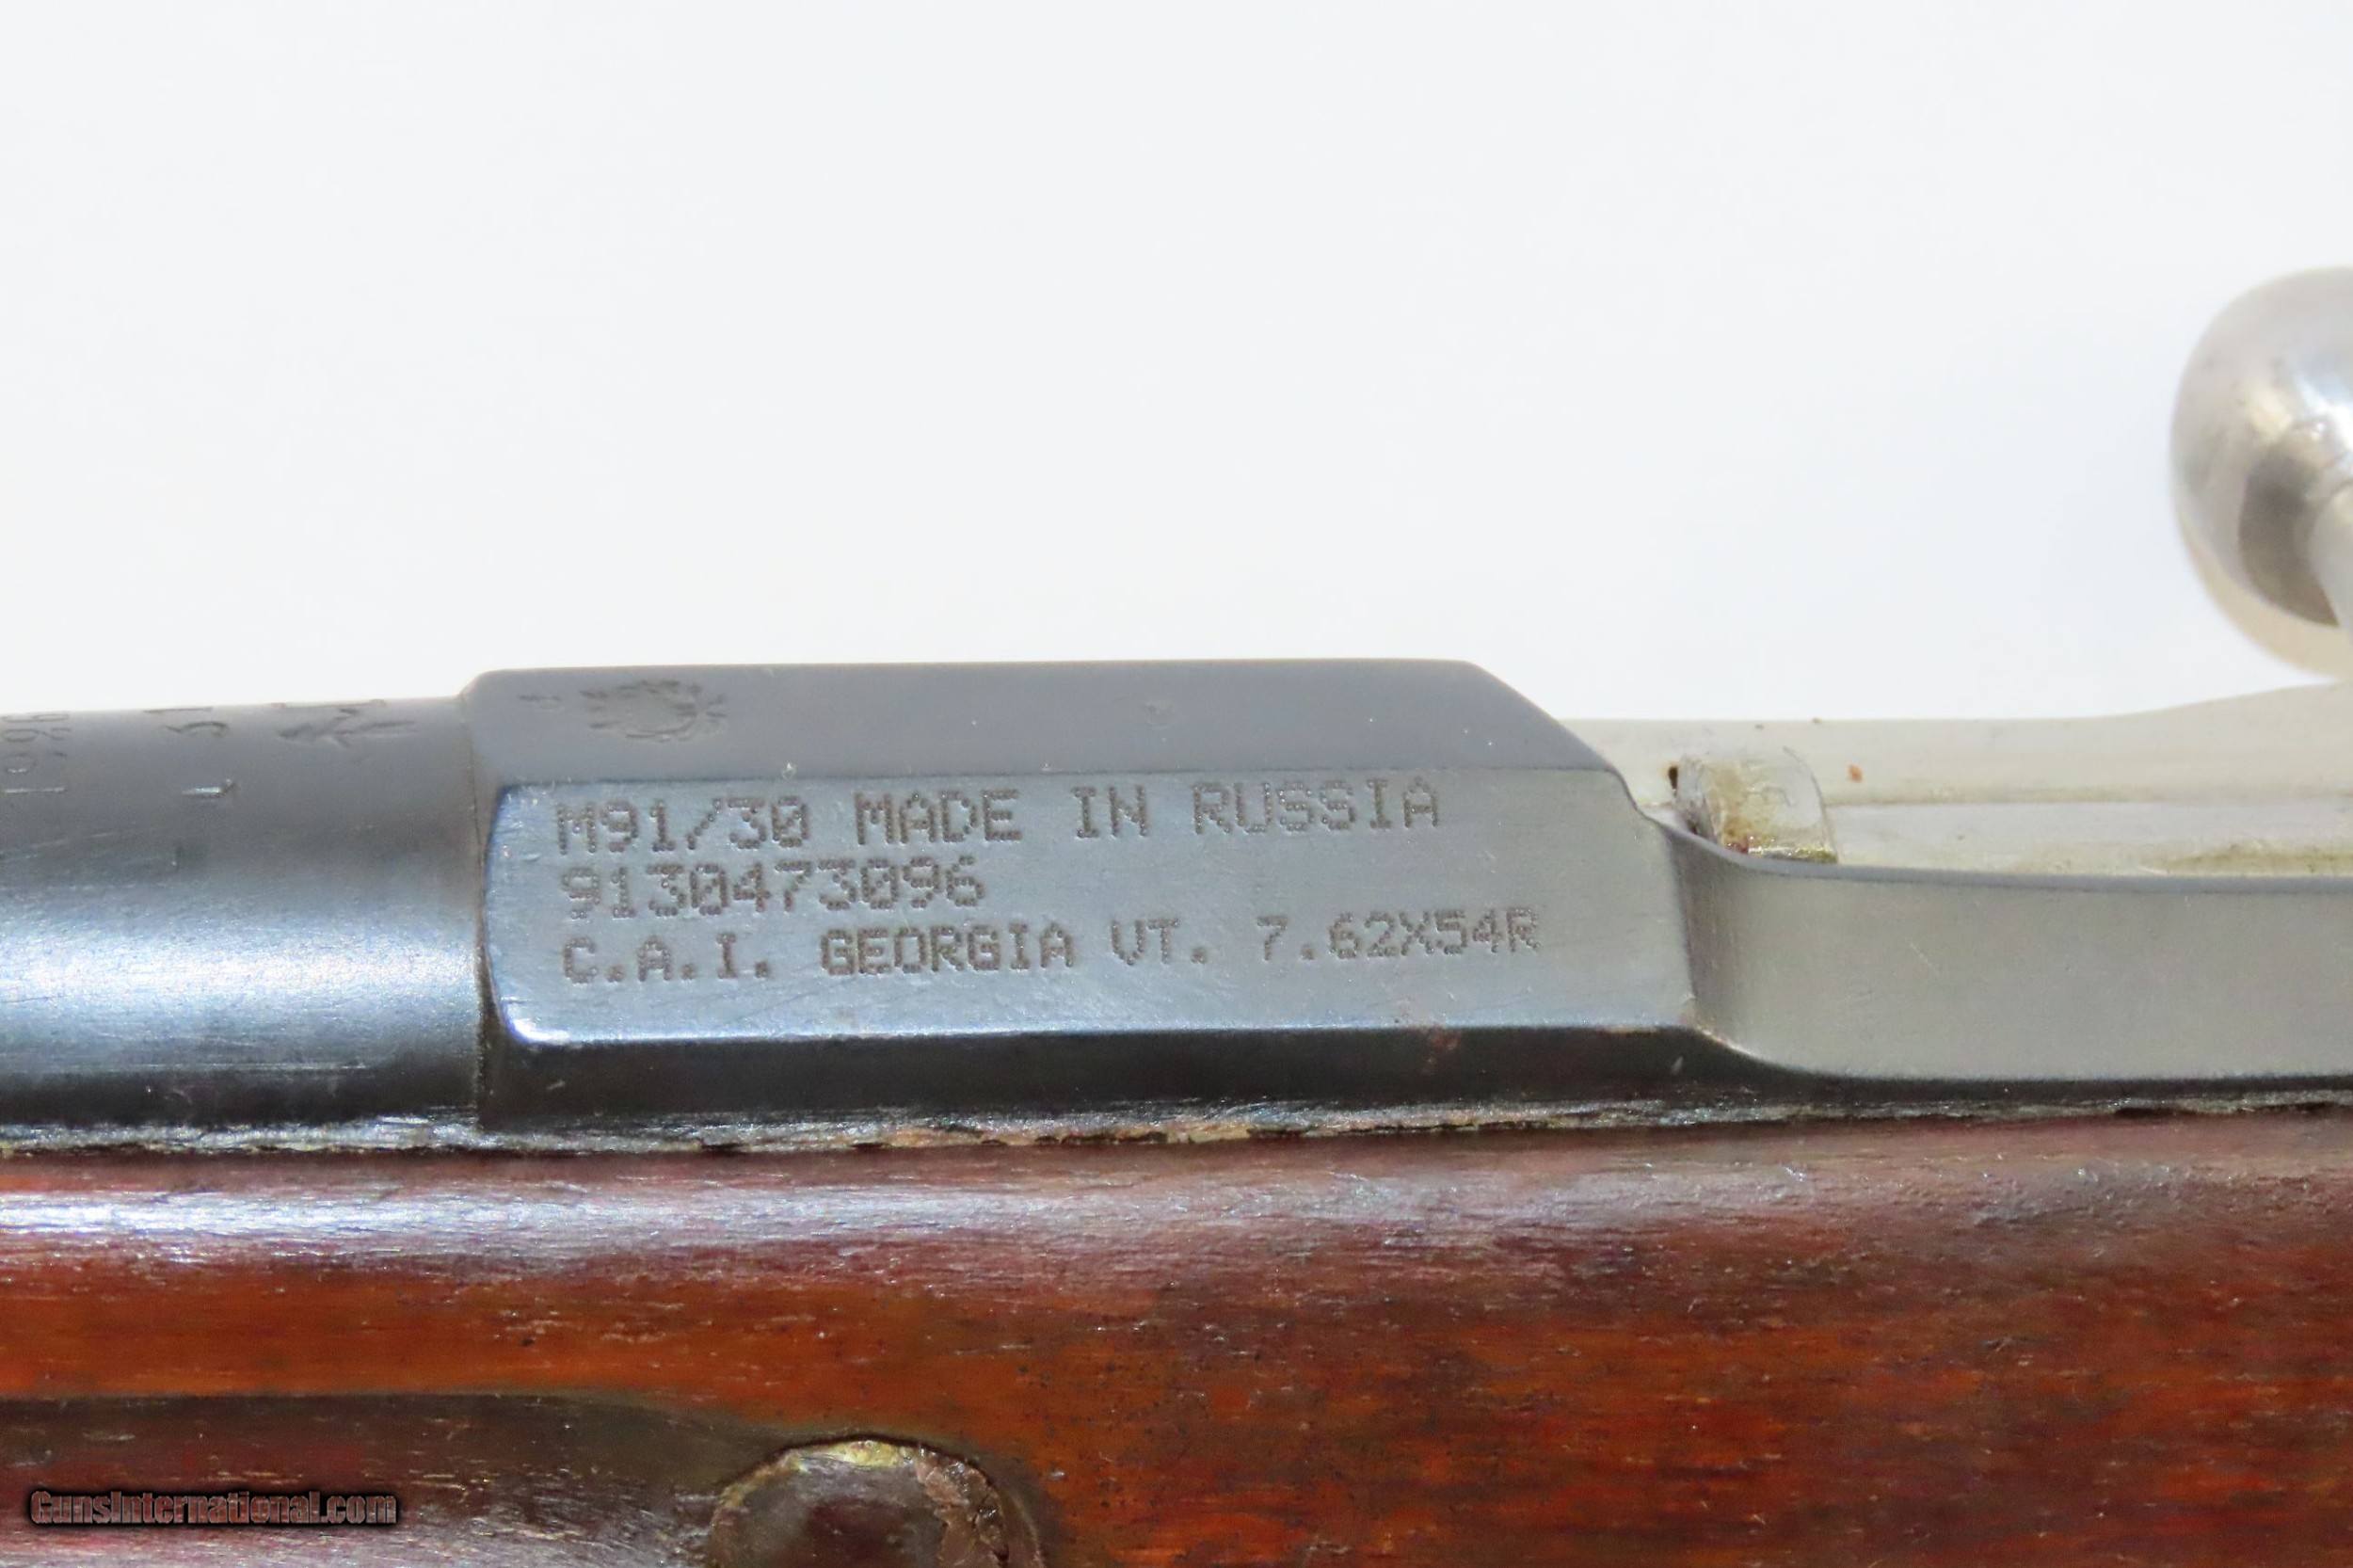 M91/30 MADE IN RUSSIA
9130473096
C.A.I. GEORGIA VT. 7.62X54R
GunsInternational.com